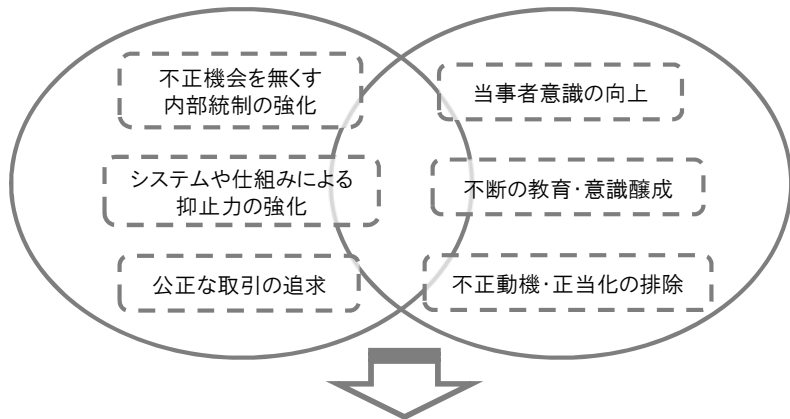 不正機会を無くす
内部統制の強化
システムや仕組みによる
抑止力の強化
公正な取引の追求
当事者意識の向上
不断の教育・意識醸成
不正動機・正当化の排除